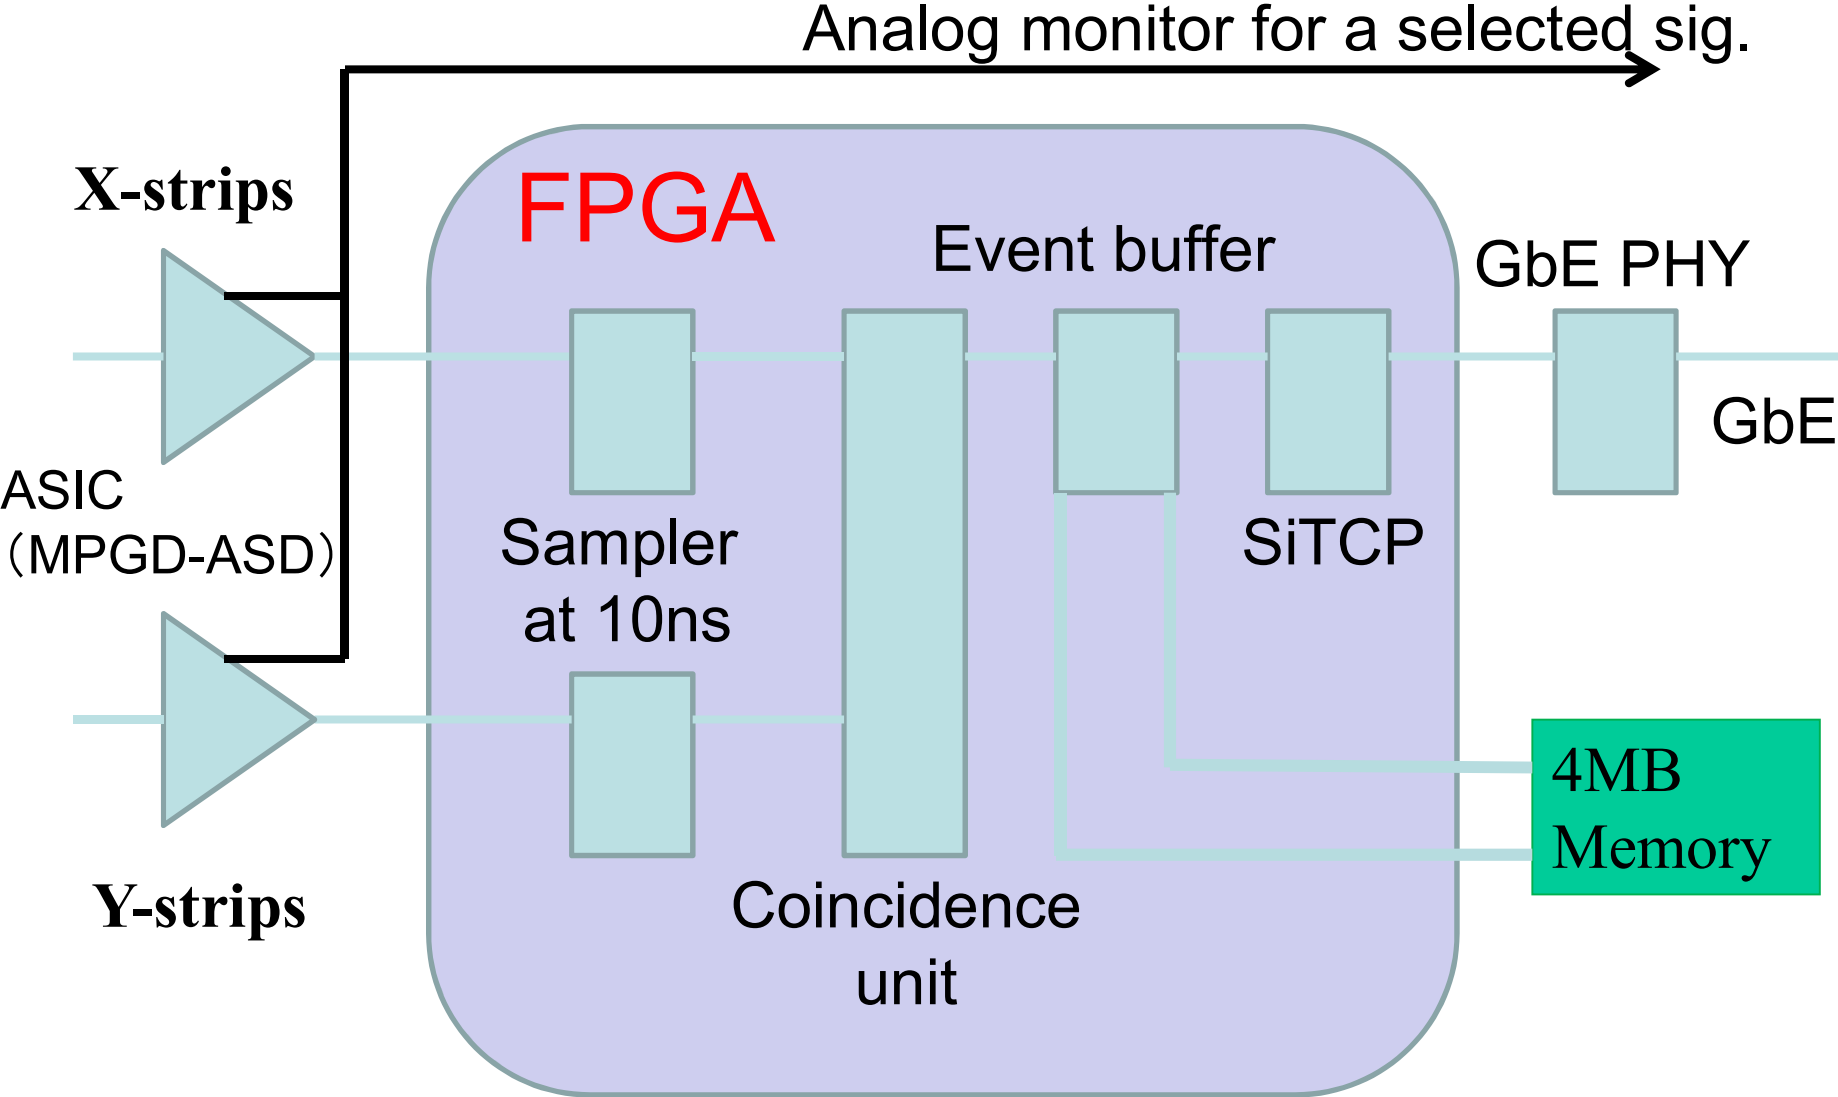 Analog monitor for a selected sig.
X-strips
FPGA
Event buffer
GbE PHY
GbE
ASIC
（MPGD-ASD）
Sampler
at 10ns
SiTCP
4MB
Memory
Y-strips
Coincidence
unit